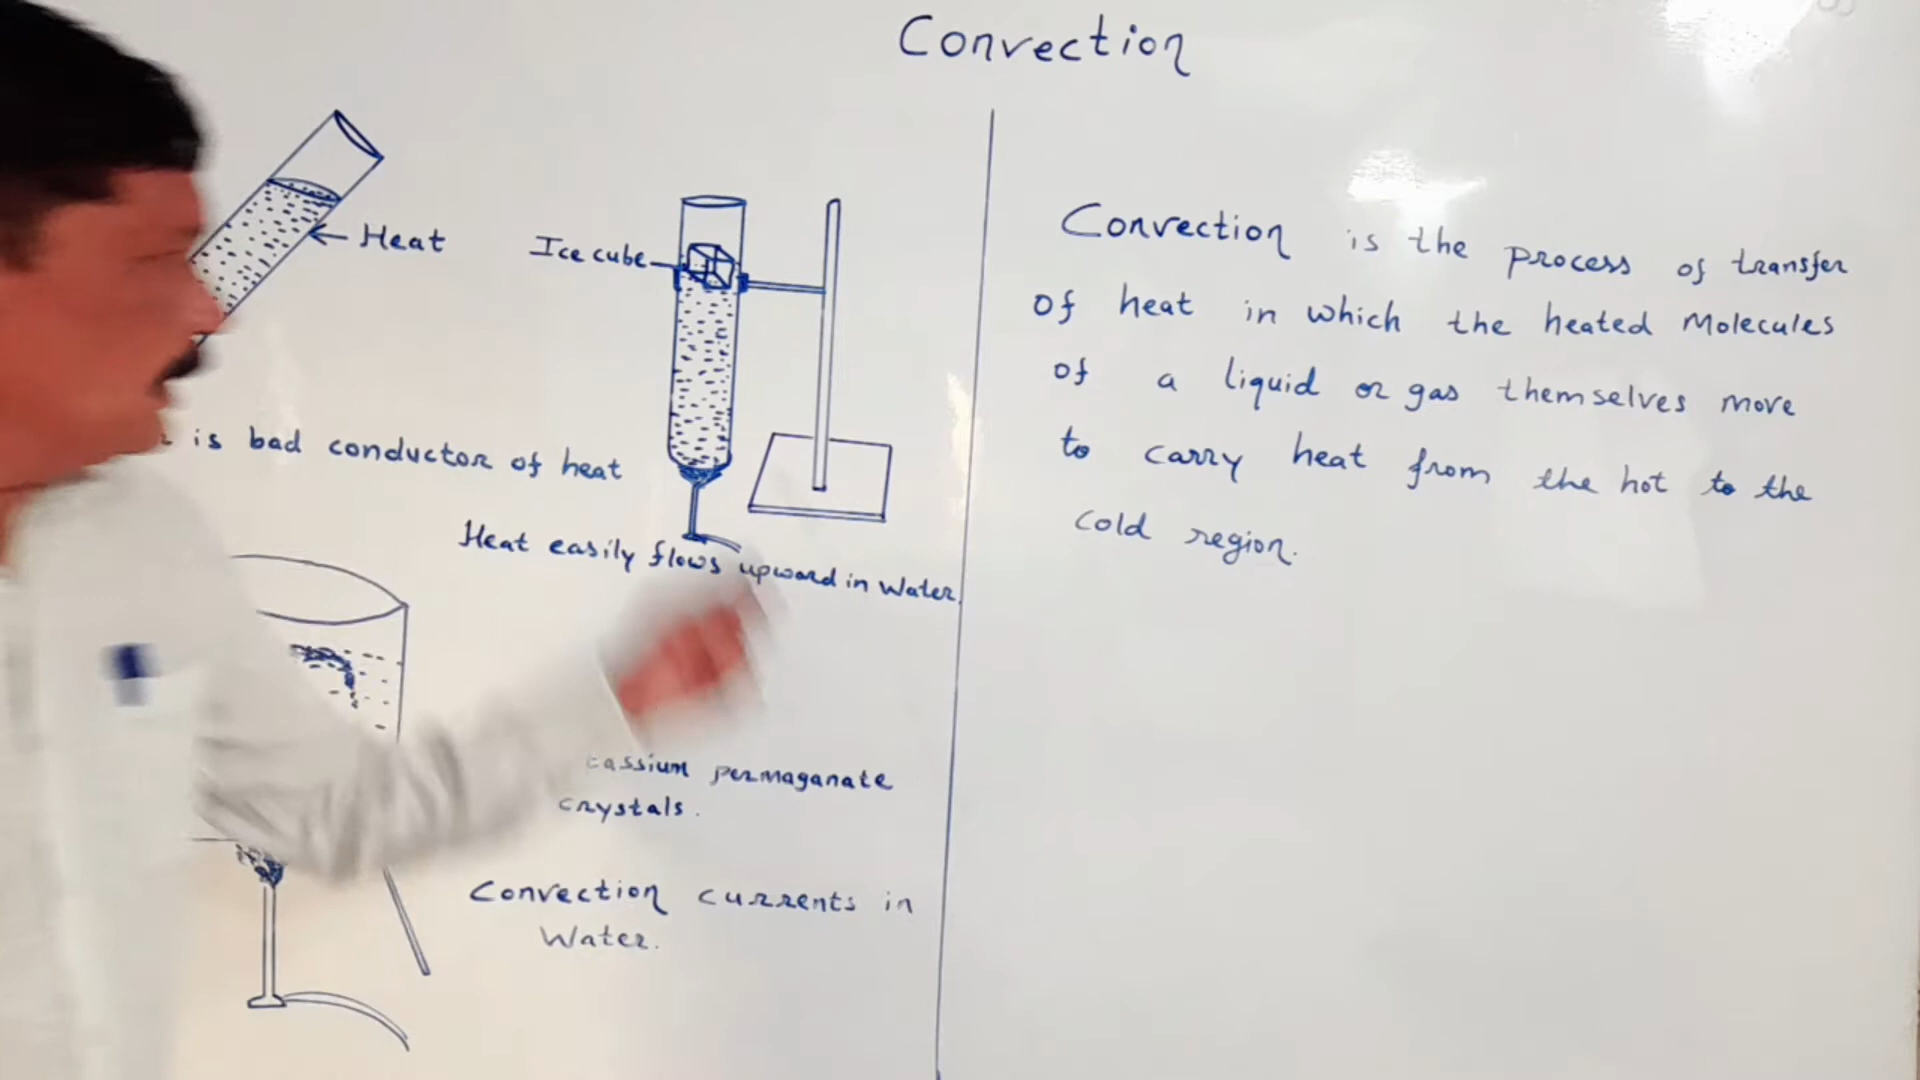 Convection
Heat
Ice cube
is bad conductor of heat
Heat easily flows upward in Water.
permaganate
crystals.
Convection currents in
Water.
Convection is the process of transfer
of heat in which the heated Molecules
of a liquid or gas themselves move
to carry heat from the hot to the
cold region.